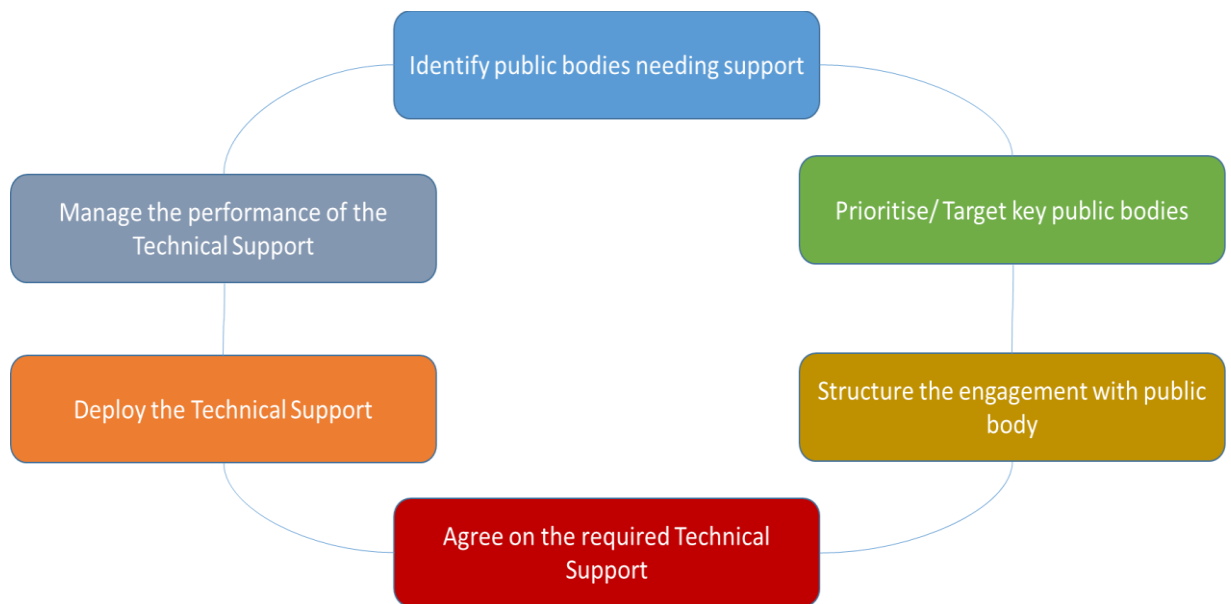 Identify public bodies needing support
Prioritise/ Target key public bodies
Structure the engagement with public
body
Agree on the required Technical
Support
Deploy the Technical Support
Manage the performance of the
Technical Support